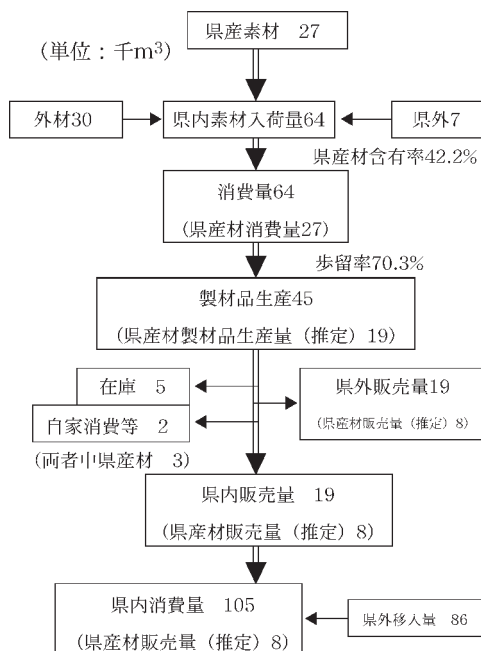 県産素材 27
(単位：千m³)
外材30
県内素材入荷量64
県外7
県産材含有率42.2%
消費量64
(県産材消費量27)
歩留率70.3%
製材品生産45
(県産材製材品生産量（推定）19)
在庫 5
県外販売量19
(県産材販売量（推定）8)
自家消費等 2
(両者中県産材 3)
県内販売量 19
(県産材販売量（推定）8)
県内消費量 105
(県産材販売量（推定）8)
県外移入量 86